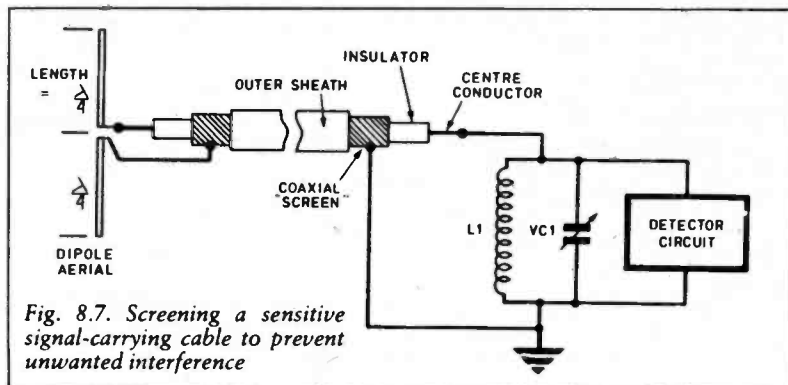 LENGTH
= λ/4
λ/4
DIPOLE
AERIAL
OUTER SHEATH
INSULATOR
CENTRE
CONDUCTOR
COAXIAL
"SCREEN"
L1
VC1
DETECTOR
CIRCUIT
Fig. 8.7. Screening a sensitive
signal-carrying cable to prevent
unwanted interference